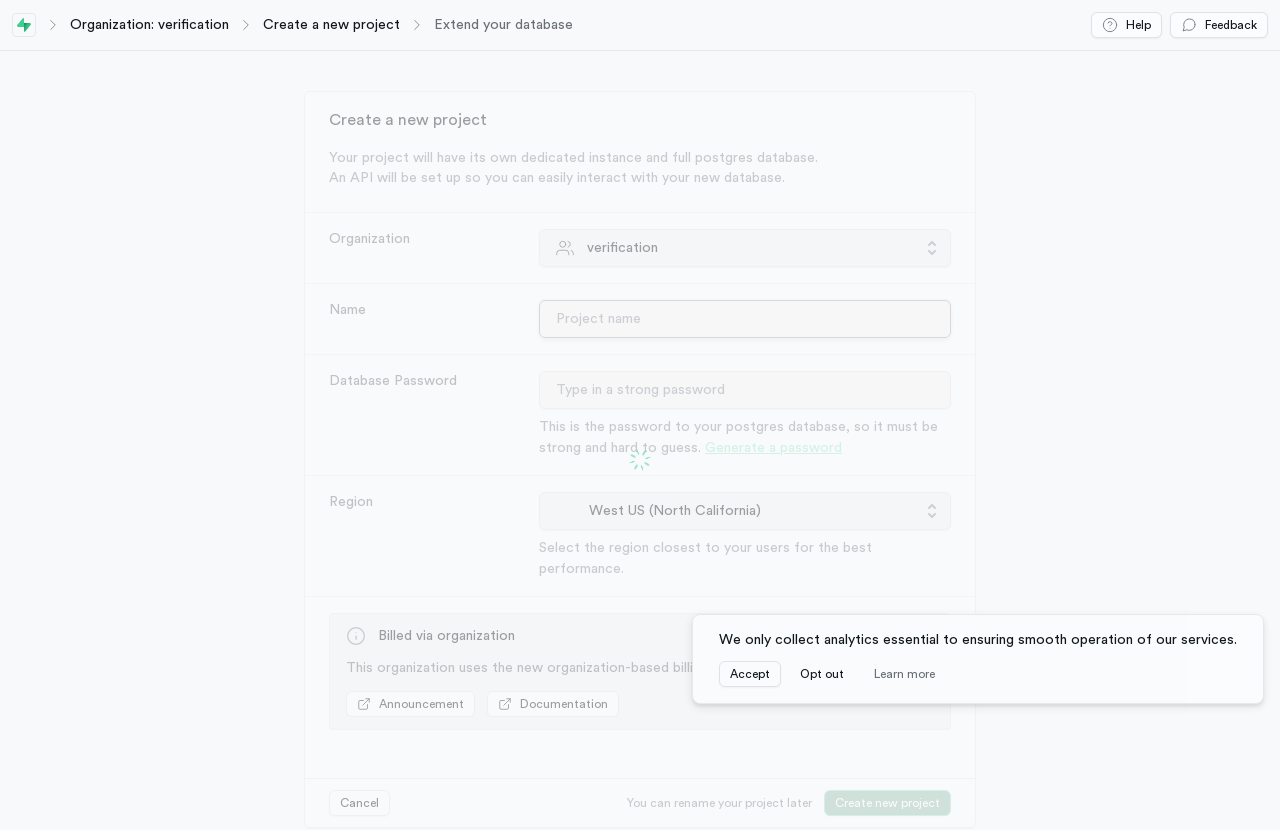 Organization: verification
Create a new project
Extend your database
Help
Feedback
Create a new project
Your project will have its own dedicated instance and full postgres database.
An API will be set up so you can easily interact with your new database.
Organization
verification
Name
Project name
Database Password
Type in a strong password
This is the password to your postgres database, so it must be
strong and hard to guess. Generate a password
Region
West US (North California)
Select the region closest to your users for the best
performance.
Billed via organization
This organization uses the new organization-based billi
Announcement
Documentation
We only collect analytics essential to ensuring smooth operation of our services.
Accept
Opt out
Learn more
Cancel
You can rename your project later
Create new project